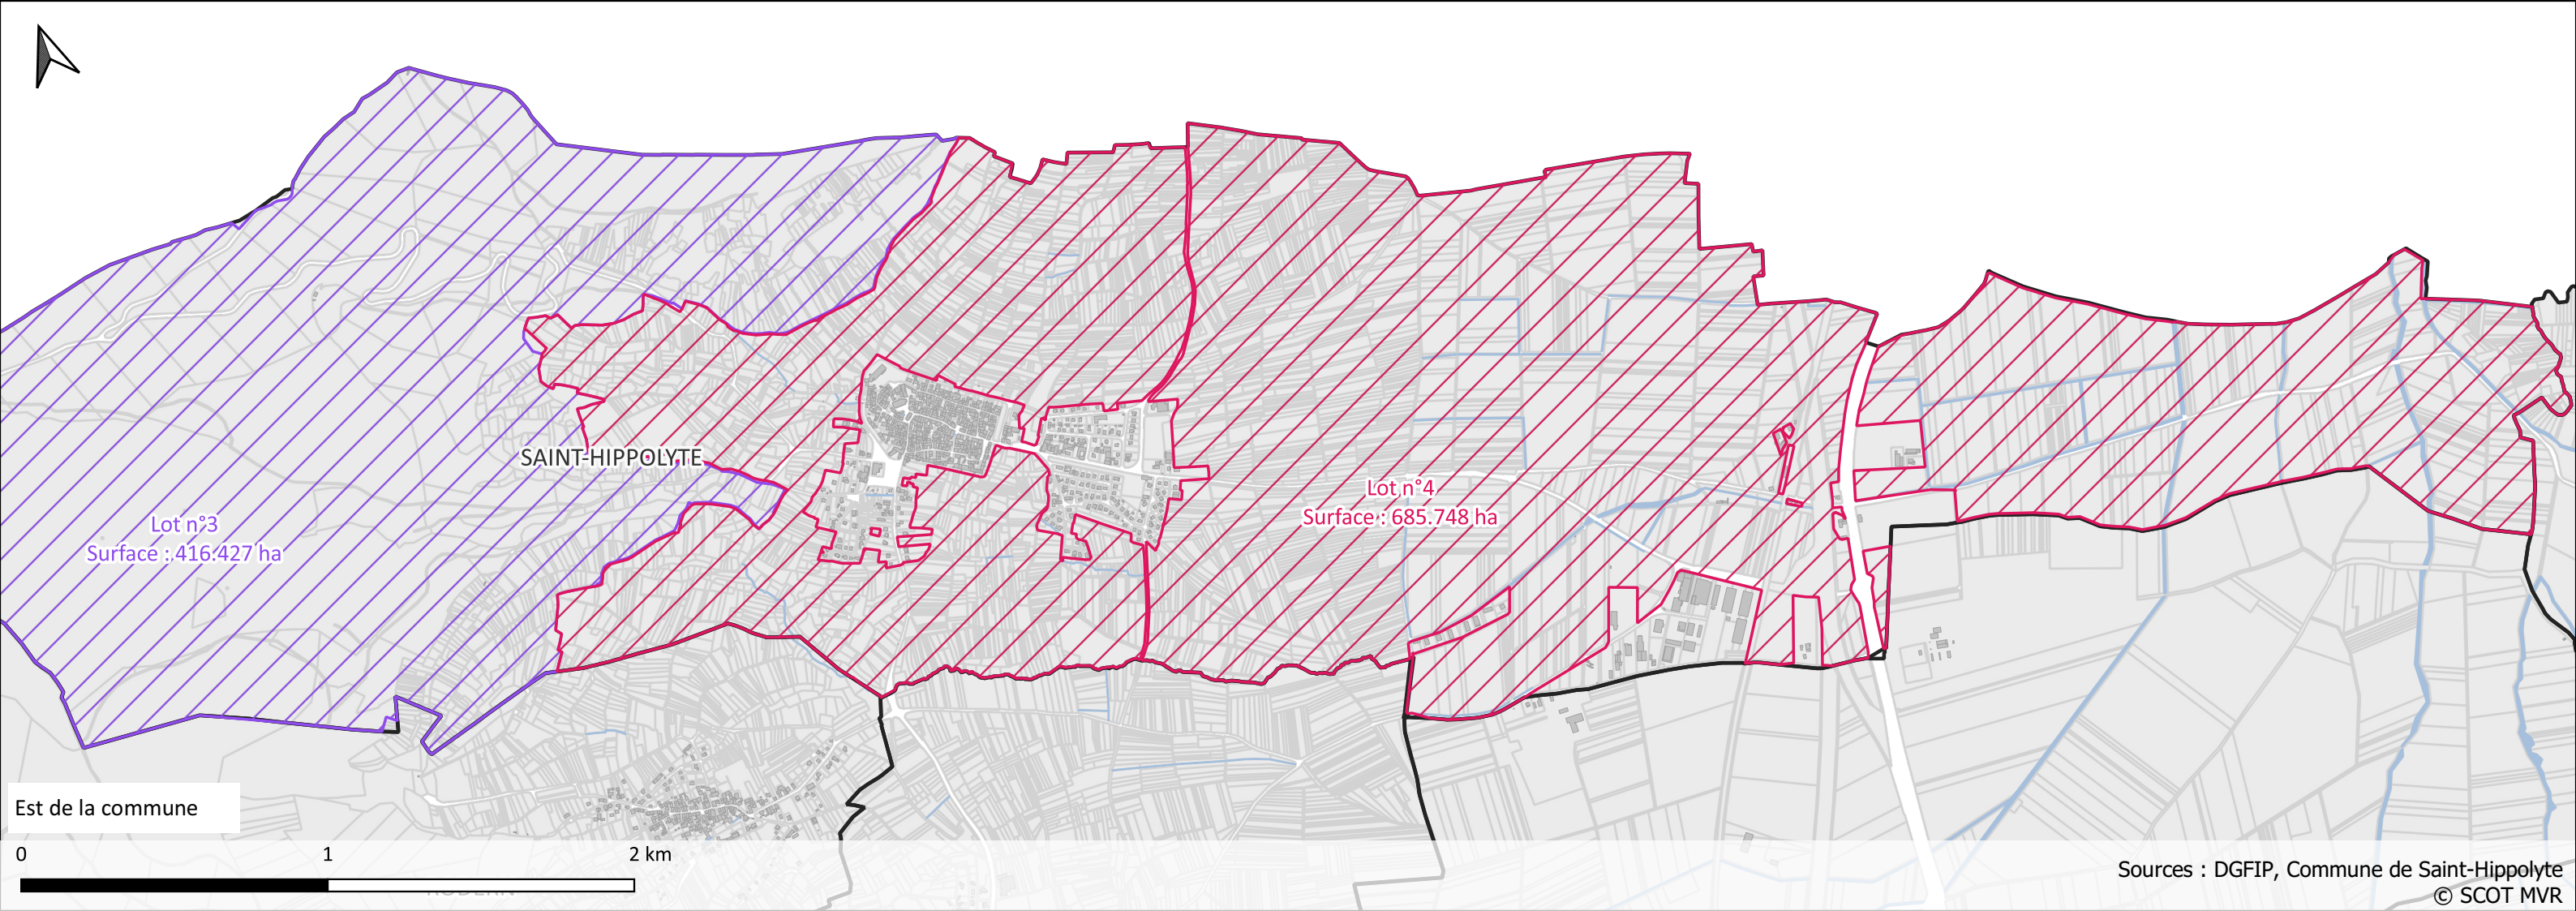 SAINT-HIPPOLYTE
Lot n°3
Surface : 416.427 ha
Lot n°4
Surface : 685.748 ha
Est de la commune
0 1 2 km
RODERN
Sources : DGFIP, Commune de Saint-Hippolyte
© SCOT MVR